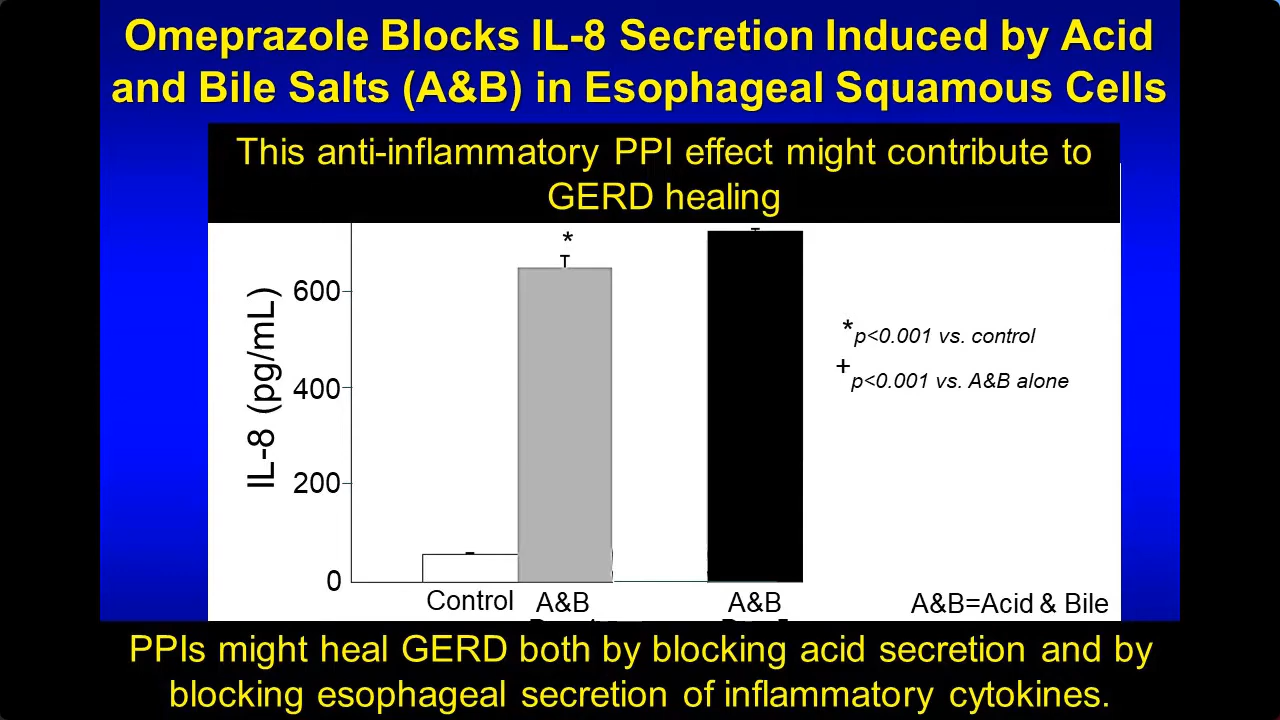 Omeprazole Blocks IL-8 Secretion Induced by Acid
and Bile Salts (A&B) in Esophageal Squamous Cells
This anti-inflammatory PPI effect might contribute to
GERD healing
*
600
400
200
0
IL-8 (pg/mL)
*p<0.001 vs. control
+p<0.001 vs. A&B alone
Control A&B A&B
A&B=Acid & Bile
PPIs might heal GERD both by blocking acid secretion and by
blocking esophageal secretion of inflammatory cytokines.